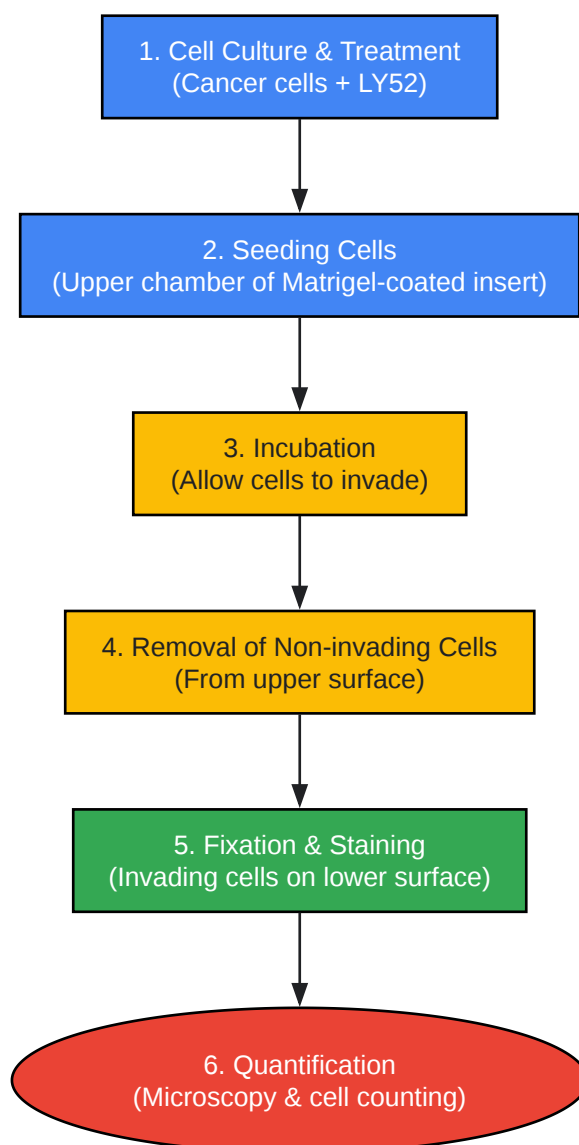 1. Cell Culture & Treatment
(Cancer cells + LY52)
2. Seeding Cells
(Upper chamber of Matrigel-coated insert)
3. Incubation
(Allow cells to invade)
4. Removal of Non-invading Cells
(From upper surface)
5. Fixation & Staining
(Invading cells on lower surface)
6. Quantification
(Microscopy & cell counting)